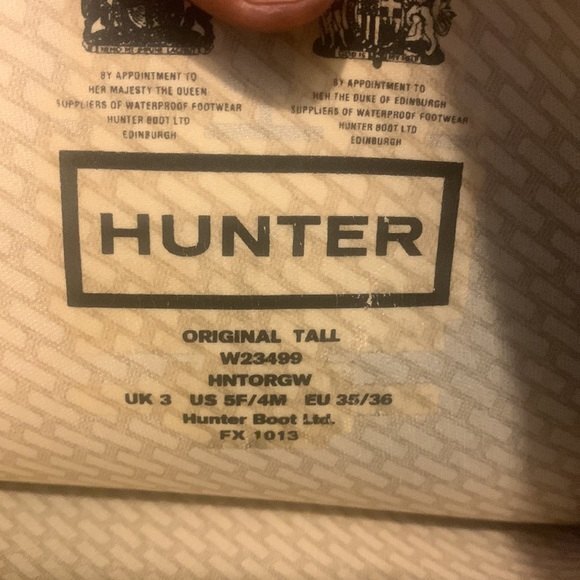 BY APPOINTMENT TO
HER MAJESTY THE QUEEN
SUPPLIERS OF WATERPROOF FOOTWEAR
HUNTER BOOT LTD
EDINBURGH
BY APPOINTMENT TO
HRH THE DUKE OF EDINBURGH
SUPPLIERS OF WATERPROOF FOOTWEAR
HUNTER BOOT LTD
EDINBURGH
HUNTER
ORIGINAL TALL
W23499
HNTORGW
UK 3 US 5F/4M EU 35/36
Hunter Boot Ltd.
FX 1013